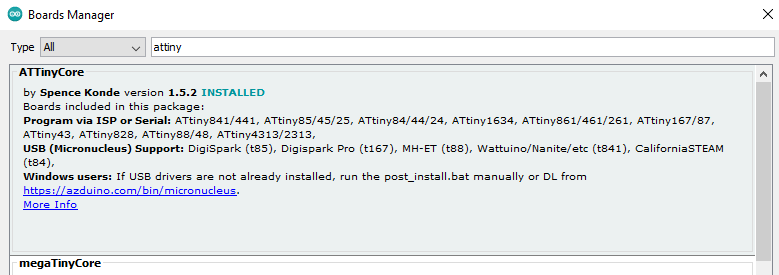 Boards Manager
Type All attiny
ATTinyCore
by Spence Konde version 1.5.2 INSTALLED
Boards included in this package:
Program via ISP or Serial: ATtiny841/441, ATtiny85/45/25, ATtiny84/44/24, ATtiny1634, ATtiny861/461/261, ATtiny167/87,
ATtiny43, ATtiny828, ATtiny88/48, ATtiny4313/2313,
USB (Micronucleus) Support: DigiSpark (t85), Digispark Pro (t167), MH-ET (t88), Wattuino/Nanite/etc (t841), CaliforniaSTEAM
(t84),
Windows users: If USB drivers are not already installed, run the post_install.bat manually or DL from
https://azduino.com/bin/micronucleus.
More Info
megaTinyCore